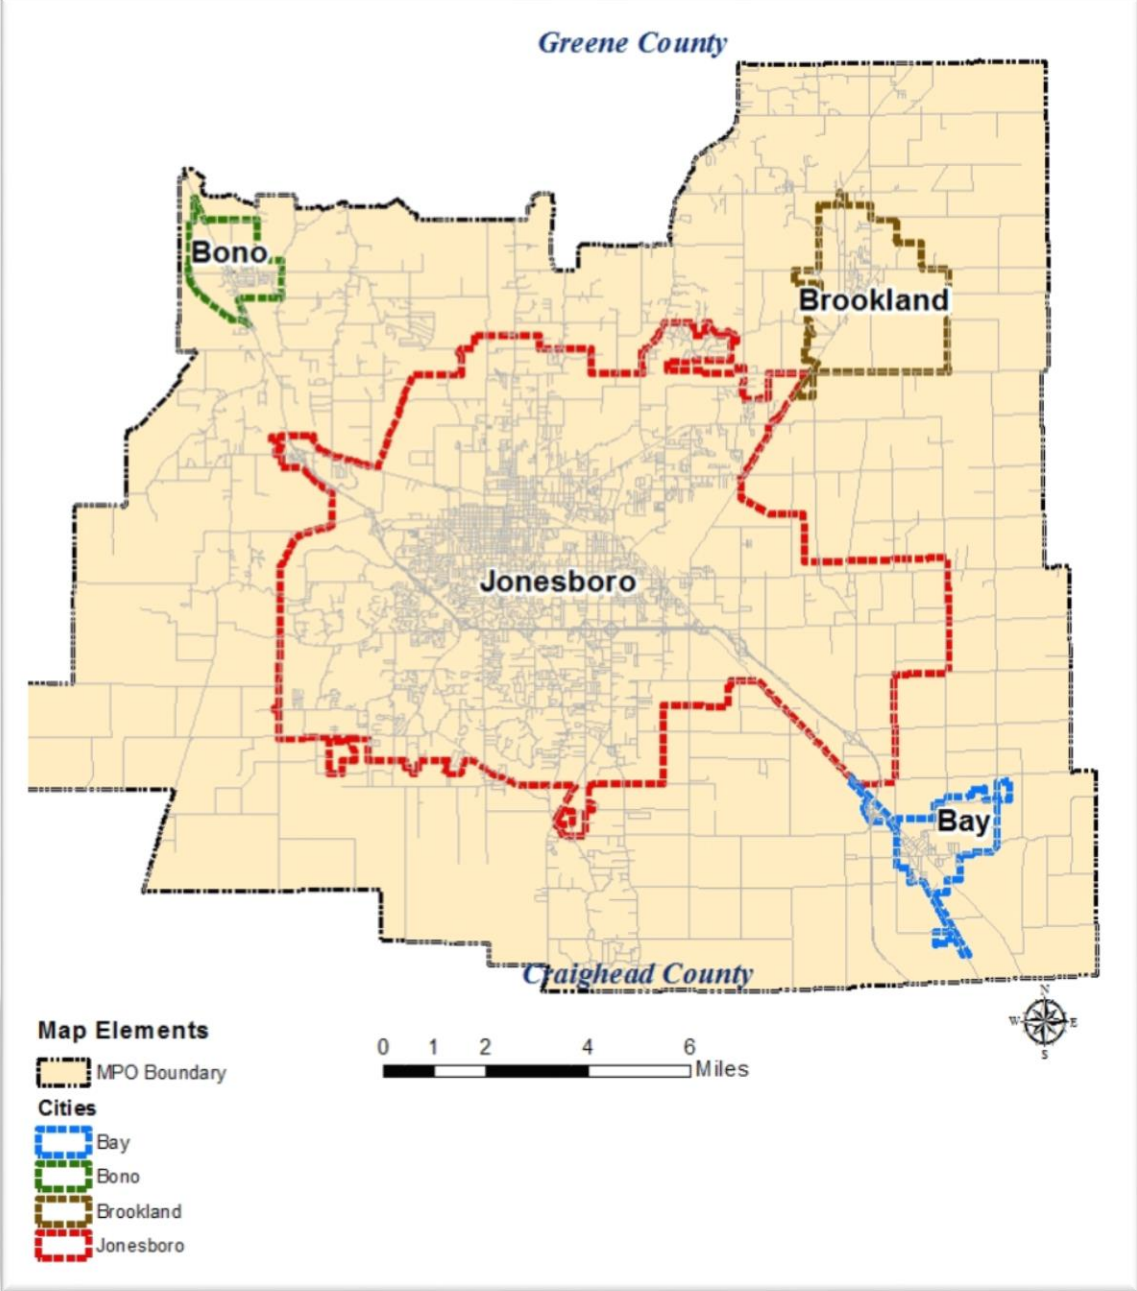 Greene County
Bono
Brookland
Jonesboro
Bay
Craighead County
N
W E
S
Map Elements
MPO Boundary
Cities
Bay
Bono
Brookland
Jonesboro
0 1 2 4 6
Miles